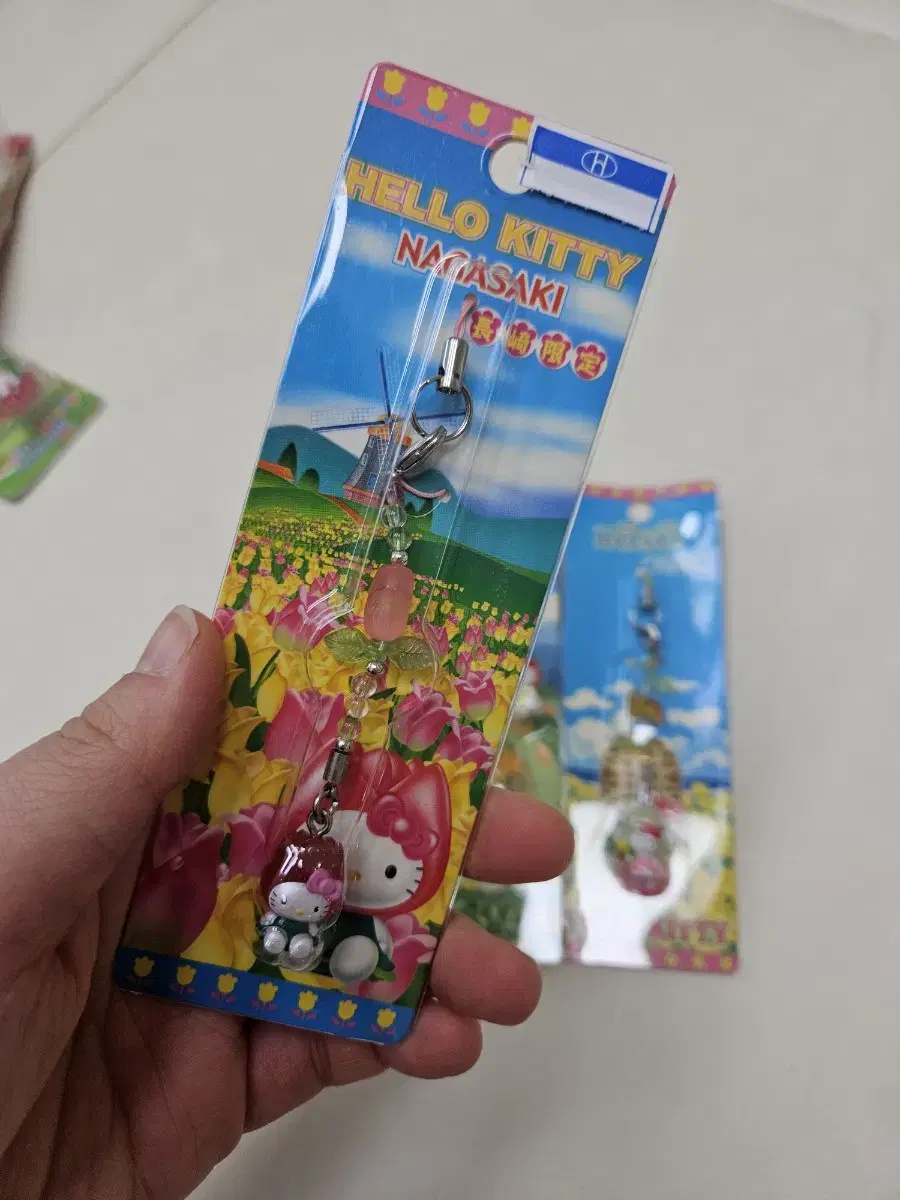 H
HELLO KITTY
NAGASAKI
長崎限定
KITTY